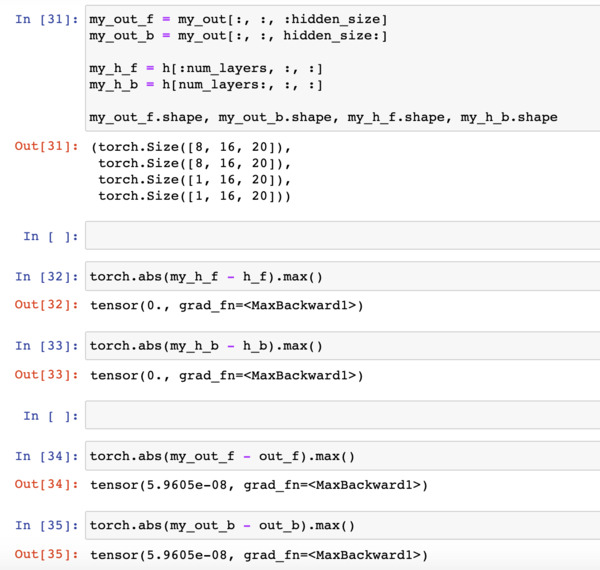 In [31]: my_out_f = my_out[:, :, :hidden_size]
my_out_b = my_out[:, :, hidden_size:]
my_h_f = h[:num_layers, :, :]
my_h_b = h[num_layers:, :, :]
my_out_f.shape, my_out_b.shape, my_h_f.shape, my_h_b.shape
Out[31]: (torch.Size([8, 16, 20]),
torch.Size([8, 16, 20]),
torch.Size([1, 16, 20]),
torch.Size([1, 16, 20]))
In [ ]:
In [32]: torch.abs(my_h_f - h_f).max()
Out[32]: tensor(0., grad_fn=<MaxBackward1>)
In [33]: torch.abs(my_h_b - h_b).max()
Out[33]: tensor(0., grad_fn=<MaxBackward1>)
In [ ]:
In [34]: torch.abs(my_out_f - out_f).max()
Out[34]: tensor(5.9605e-08, grad_fn=<MaxBackward1>)
In [35]: torch.abs(my_out_b - out_b).max()
Out[35]: tensor(5.9605e-08, grad_fn=<MaxBackward1>)